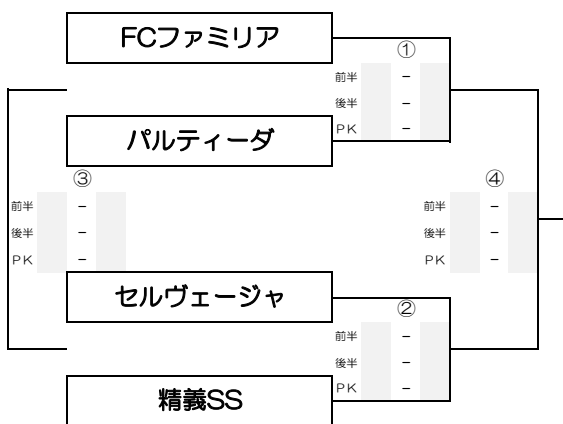 FCファミリア
①
前半 -
後半 -
PK -
パルティーダ
③
前半 -
後半 -
PK -
④
前半 -
後半 -
PK -
セルヴェージャ
②
前半 -
後半 -
PK -
精義SS